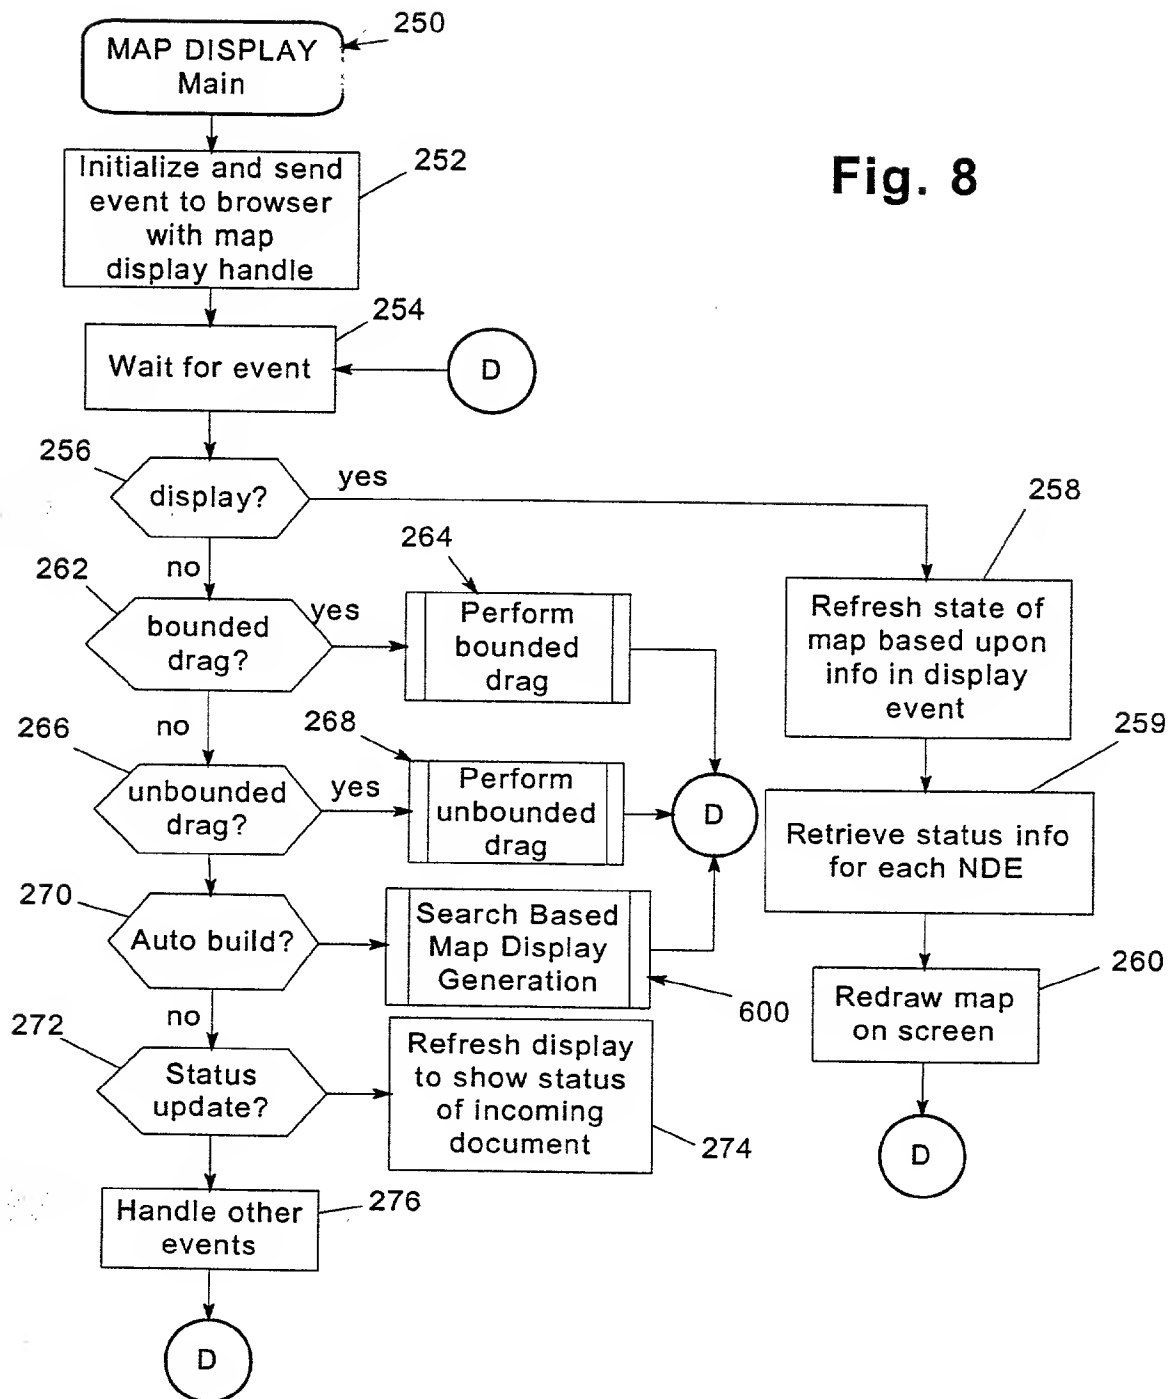 250
MAP DISPLAY
Main
Fig. 8
252
Initialize and send
event to browser
with map
display handle
254
Wait for event
D
256
display?
yes
no
258
Refresh state of
map based upon
info in display
event
259
Retrieve status info
for each NDE
260
Redraw map
on screen
D
262
bounded
drag?
yes
264
Perform
bounded
drag
no
266
unbounded
drag?
yes
268
Perform
unbounded
drag
D
270
Auto build?
Search Based
Map Display
Generation
600
no
272
Status
update?
Refresh display
to show status
of incoming
document
274
Handle other
events
276
D